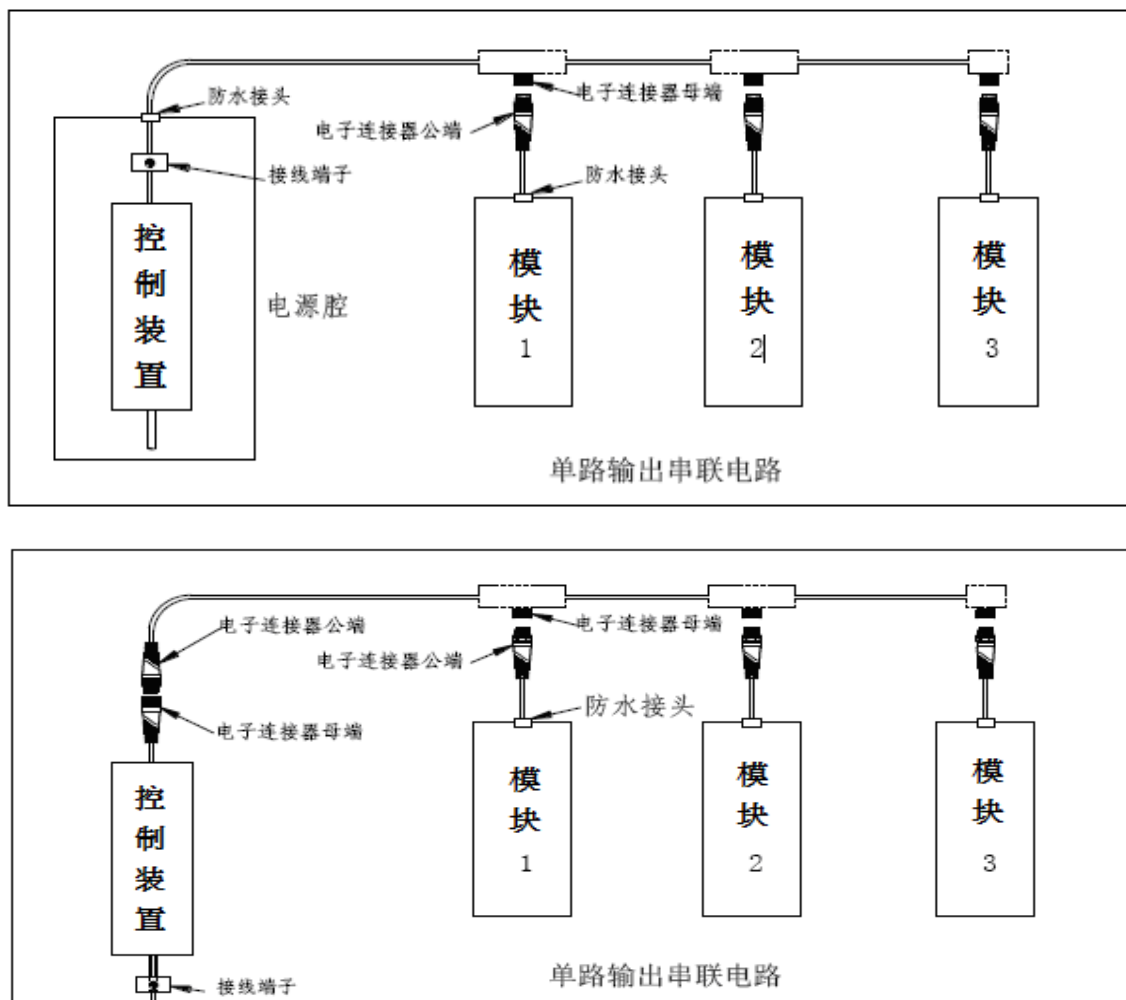 防水接头
电子连接器母端
电子连接器公端
接线端子
防水接头
控制装置
电源腔
模块
1
模块
2
模块
3
单路输出串联电路
电子连接器公端
电子连接器母端
电子连接器公端
防水接头
电子连接器母端
控制装置
模块
1
模块
2
模块
3
单路输出串联电路
接线端子